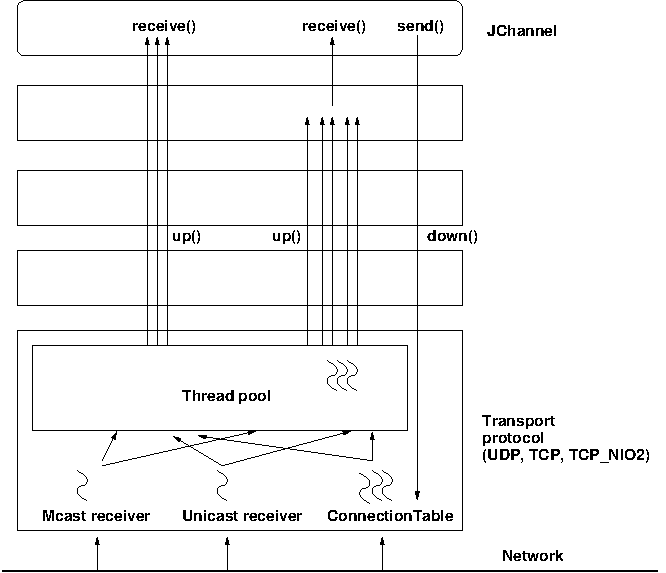 receive() receive() send() JChannel
up() up() down()
Thread pool
Transport
protocol
(UDP, TCP, TCP_NIO2)
Mcast receiver Unicast receiver ConnectionTable
Network